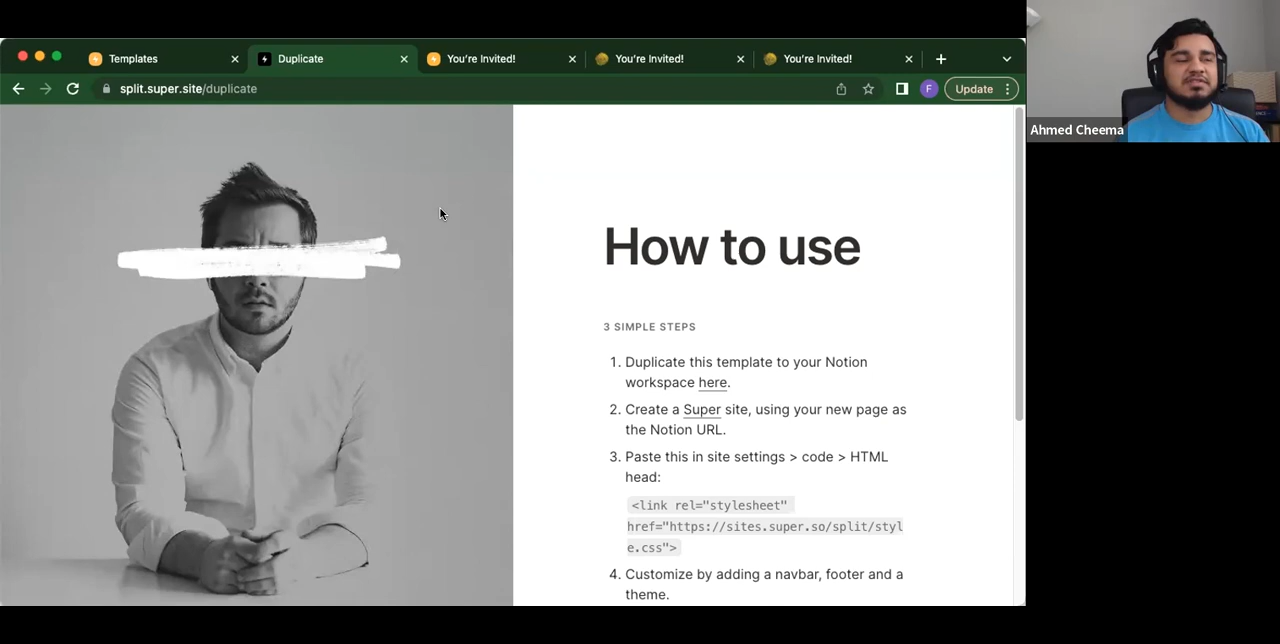 Templates
Duplicate
You're Invited!
You're Invited!
You're Invited!
split.super.site/duplicate
F
Update
Ahmed Cheema
How to use
3 SIMPLE STEPS
1. Duplicate this template to your Notion
workspace here.
2. Create a Super site, using your new page as
the Notion URL.
3. Paste this in site settings > code > HTML
head:
<link rel="stylesheet"
href="https://sites.super.so/split/styl
e.css">
4. Customize by adding a navbar, footer and a
theme.